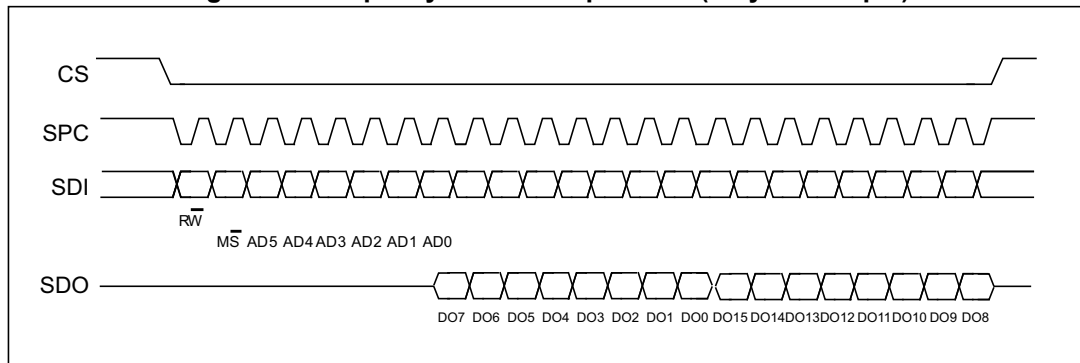 CS
SPC
SDI
RW
MS AD5 AD4 AD3 AD2 AD1 AD0
SDO
DO7 DO6 DO5 DO4 DO3 DO2 DO1 DO0 DO15 DO14 DO13 DO12 DO11 DO10 DO9 DO8